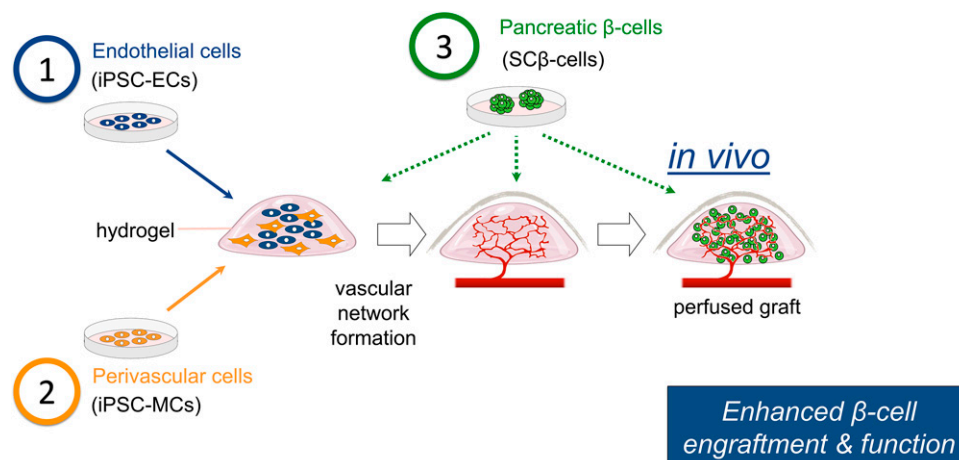 1
Endothelial cells
(iPSC-ECs)
3
Pancreatic β-cells
(SCβ-cells)
in vivo
hydrogel
vascular
network
formation
perfused graft
2
Perivascular cells
(iPSC-MCs)
Enhanced β-cell
engraftment & function